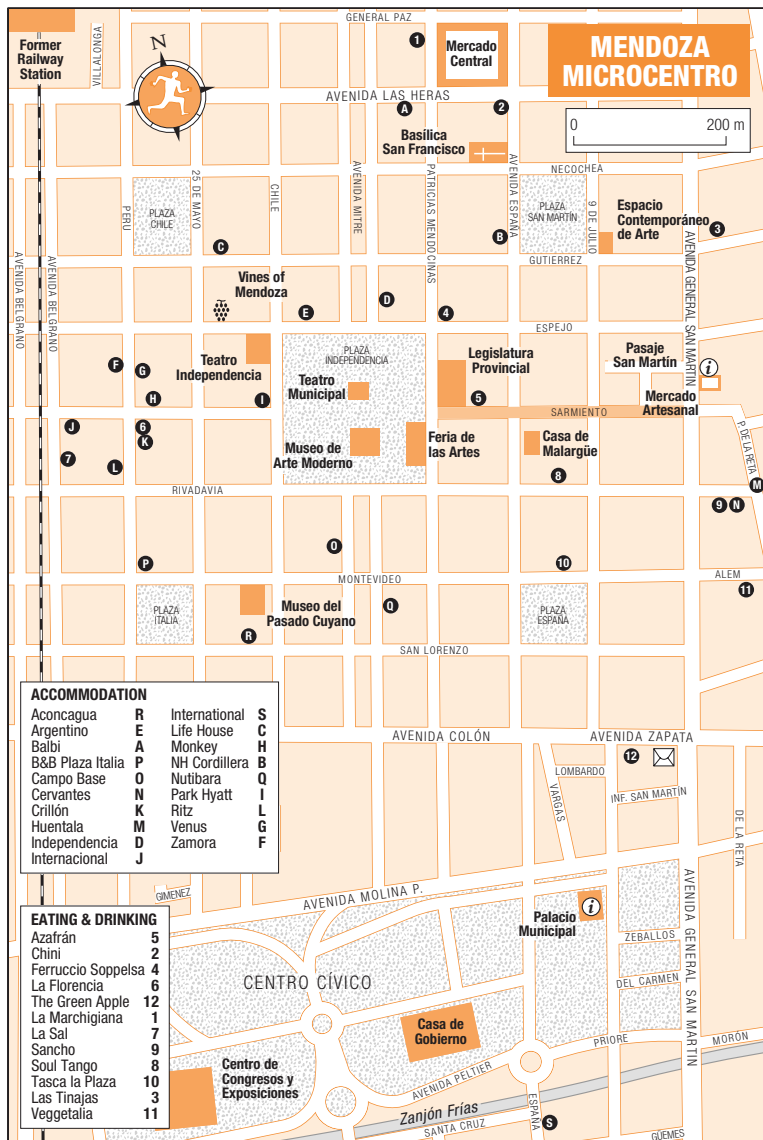 GENERAL PAZ
Former
Railway
Station
VILLALONGA
N
1
Mercado
Central
MENDOZA
MICROCENTRO
0 200 m
AVENIDA LAS HERAS
A
2
Basílica
San Francisco
NECOCHEA
PERU
PLAZA
CHILE
25 DE MAYO
CHILE
AVENIDA MITRE
PATRICIAS MENDOCINAS
AVENIDA ESPAÑA
PLAZA
SAN MARTÍN
9 DE JULIO
Espacio
Contemporáneo
de Arte
3
C
B
GUTIERREZ
AVENIDA BELGRANO
AVENIDA BELGRANO
AVENIDA GENERAL SAN MARTIN
Vines of
Mendoza
E
D
4
ESPEJO
F
G
H
Teatro
Independencia
I
PLAZA
INDEPENDENCIA
Teatro
Municipal
Legislatura
Provincial
5
Pasaje
San Martín
i
Mercado
Artesanal
SARMIENTO
J
6
K
7
L
Museo de
Arte Moderno
Feria de
las Artes
Casa de
Malargüe
8
P. DE LA RETA
M
RIVADAVIA
9
N
O
P
10
MONTEVIDEO
ALEM
11
PLAZA
ITALIA
Museo del
Pasado Cuyano
R
Q
PLAZA
ESPAÑA
SAN LORENZO
ACCOMMODATION
Aconcagua R
Argentino E
Balbi A
B&B Plaza Italia P
Campo Base O
Cervantes N
Crillón K
Huentala M
Independencia D
Internacional J
International S
Life House C
Monkey H
NH Cordillera B
Nutibara Q
Park Hyatt I
Ritz L
Venus G
Zamora F
AVENIDA COLÓN
AVENIDA ZAPATA
12
LOMBARDO
VARGAS
INF. SAN MARTÍN
DE LA RETA
GIMENEZ
AVENIDA MOLINA P.
AVENIDA GENERAL SAN MARTIN
EATING & DRINKING
Azafrán 5
Chini 2
Ferruccio Soppelsa 4
La Florencia 6
The Green Apple 12
La Marchigiana 1
La Sal 7
Sancho 9
Soul Tango 8
Tasca la Plaza 10
Las Tinajas 3
Veggetalia 11
i
Palacio
Municipal
ZEBALLOS
CENTRO CÍVICO
DEL CARMEN
Casa de
Gobierno
PRIORE
MORÓN
Centro de
Congresos y
Exposiciones
AVENIDA PELTIER
Zanjón Frías
ESPAÑA
S
SANTA CRUZ
GÜEMES